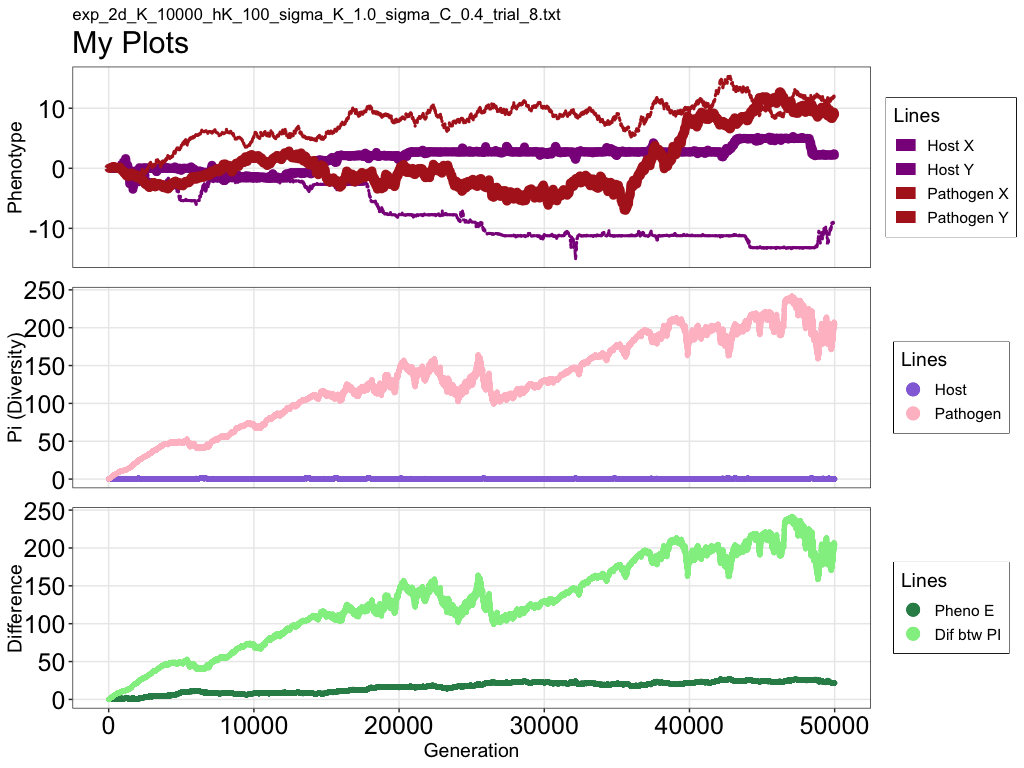 exp_2d_K_10000_hK_100_sigma_K_1.0_sigma_C_0.4_trial_8.txt
My Plots
Phenotype
10
0
-10
Lines
Host X
Host Y
Pathogen X
Pathogen Y
Pi (Diversity)
250
200
150
100
50
0
Lines
Host
Pathogen
Difference
250
200
150
100
50
0
Lines
Pheno E
Dif btw PI
0 10000 20000 30000 40000 50000
Generation